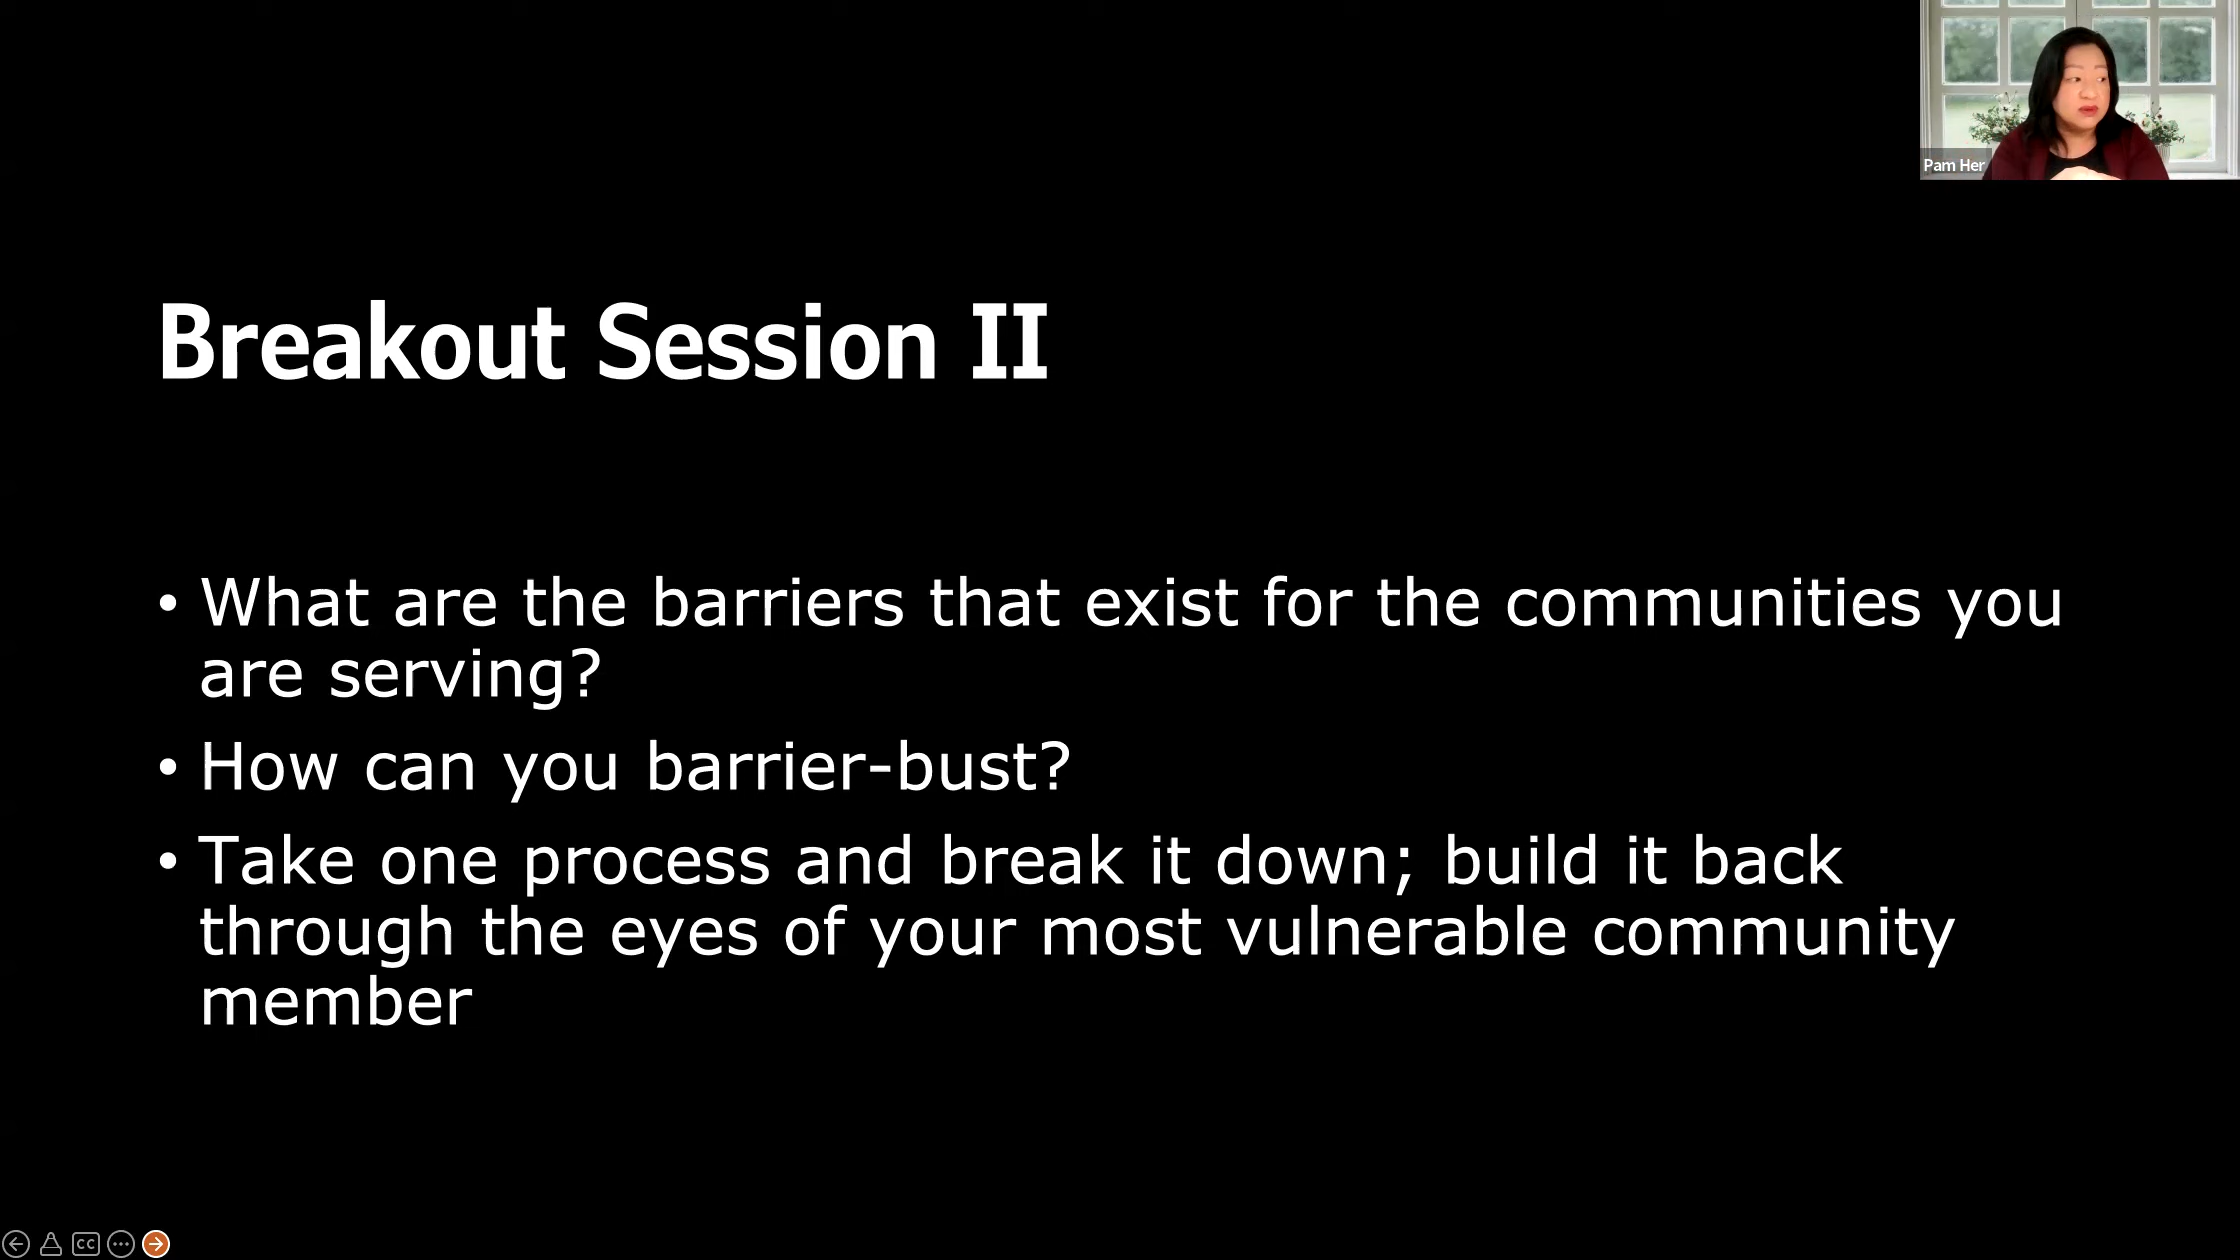 Pam Her
Breakout Session II
• What are the barriers that exist for the communities you
are serving?
• How can you barrier-bust?
• Take one process and break it down; build it back
through the eyes of your most vulnerable community
member
CC